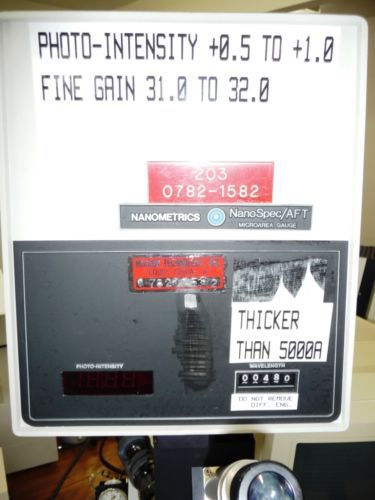 PHOTO-INTENSITY +0.5 TO +1.0
FINE GAIN 31.0 TO 32.0
203
0782-1582
NANOMETRICS NanoSpec/AFT
MICROAREA GAUGE
THICKER
THAN 5000A
PHOTO-INTENSITY
WAVELENGTH
00480
DO NOT REMOVE
DIFF. ENG.